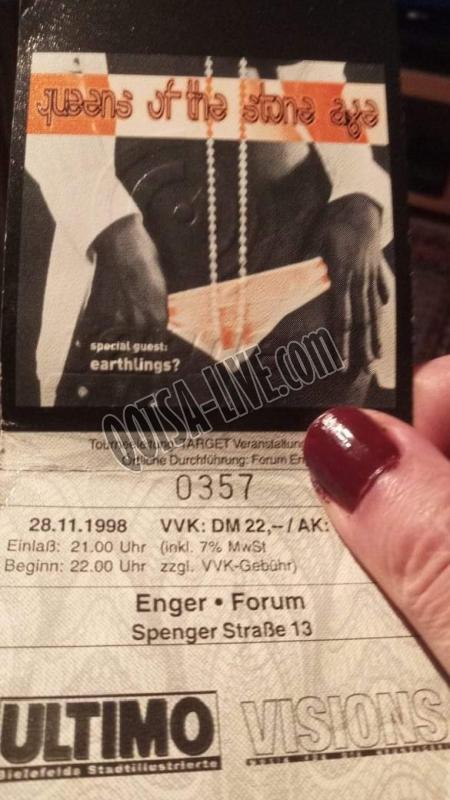 queens of the stone age
special guest:
earthlings?
QOTSA-LIVE.com
Tourneeleitung: TARGET
Örtliche Durchführung: Forum
0357
28.11.1998 VVK: DM 22,-- / AK:
Einlaß: 21.00 Uhr (inkl. 7% MwSt
Beginn: 22.00 Uhr zzgl. VVK-Gebühr)
Enger • Forum
Spenger Straße 13
ULTIMO VISIONS
Bielefelds Stadtillustrierte